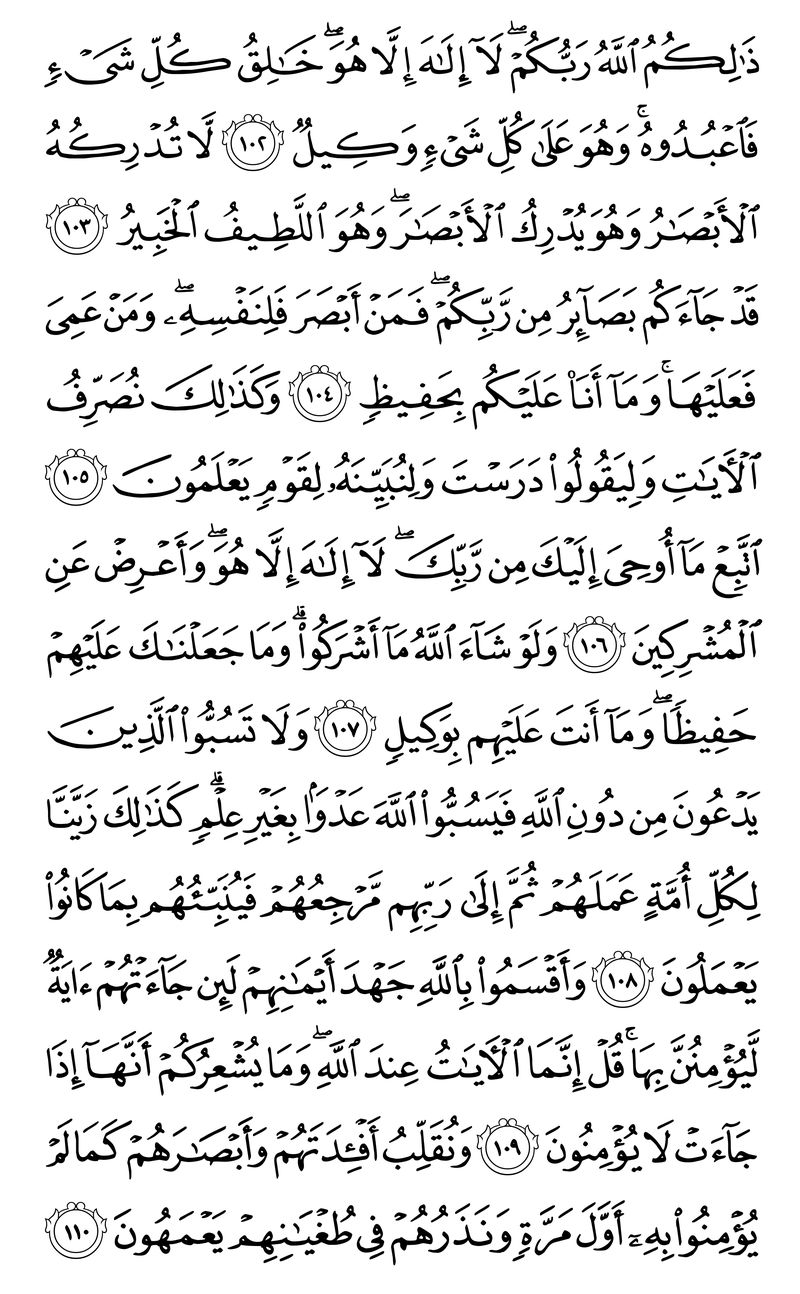 ذَٰلِكُمُ ٱللَّهُ رَبُّكُمْۖ لَآ إِلَٰهَ إِلَّا هُوَۖ خَٰلِقُ كُلِّ شَىْءٍ
فَٱعْبُدُوهُۚ وَهُوَ عَلَىٰ كُلِّ شَىْءٍ وَكِيلٌ ١٠٢ لَّا تُدْرِكُهُ
ٱلْأَبْصَٰرُ وَهُوَ يُدْرِكُ ٱلْأَبْصَٰرَۖ وَهُوَ ٱللَّطِيفُ ٱلْخَبِيرُ ١٠٣
قَدْ جَآءَكُم بَصَآئِرُ مِن رَّبِّكُمْۖ فَمَنْ أَبْصَرَ فَلِنَفْسِهِۦۖ وَمَنْ عَمِىَ
فَعَلَيْهَاۚ وَمَآ أَنَا۠ عَلَيْكُم بِحَفِيظٍ ١٠٤ وَكَذَٰلِكَ نُصَرِّفُ
ٱلْأَيَٰتِ وَلِيَقُولُوا۟ دَرَسْتَ وَلِنُبَيِّنَهُۥ لِقَوْمٍ يَعْلَمُونَ ١٠٥
ٱتَّبِعْ مَآ أُوحِىَ إِلَيْكَ مِن رَّبِّكَۖ لَآ إِلَٰهَ إِلَّا هُوَۖ وَأَعْرِضْ عَنِ
ٱلْمُشْرِكِينَ ١٠٦ وَلَوْ شَآءَ ٱللَّهُ مَآ أَشْرَكُوا۟ۗ وَمَا جَعَلْنَٰكَ عَلَيْهِمْ
حَفِيظًاۖ وَمَآ أَنتَ عَلَيْهِم بِوَكِيلٍ ١٠٧ وَلَا تَسُبُّوا۟ ٱلَّذِينَ
يَدْعُونَ مِن دُونِ ٱللَّهِ فَيَسُبُّوا۟ ٱللَّهَ عَدْوًۢا بِغَيْرِ عِلْمٍۗ كَذَٰلِكَ زَيَّنَّا
لِكُلِّ أُمَّةٍ عَمَلَهُمْ ثُمَّ إِلَىٰ رَبِّهِم مَّرْجِعُهُمْ فَيُنَبِّئُهُم بِمَا كَانُوا۟
يَعْمَلُونَ ١٠٨ وَأَقْسَمُوا۟ بِٱللَّهِ جَهْدَ أَيْمَٰنِهِمْ لَئِن جَآءَتْهُمْ ءَايَةٌ
لَّيُؤْمِنُنَّ بِهَاۚ قُلْ إِنَّمَا ٱلْأَيَٰتُ عِندَ ٱللَّهِۖ وَمَا يُشْعِرُكُمْ أَنَّهَآ إِذَا
جَآءَتْ لَا يُؤْمِنُونَ ١٠٩ وَنُقَلِّبُ أَفْـِٔدَتَهُمْ وَأَبْصَٰرَهُمْ كَمَا لَمْ
يُؤْمِنُوا۟ بِهِۦٓ أَوَّلَ مَرَّةٍ وَنَذَرُهُمْ فِى طُغْيَٰنِهِمْ يَعْمَهُونَ ١١٠